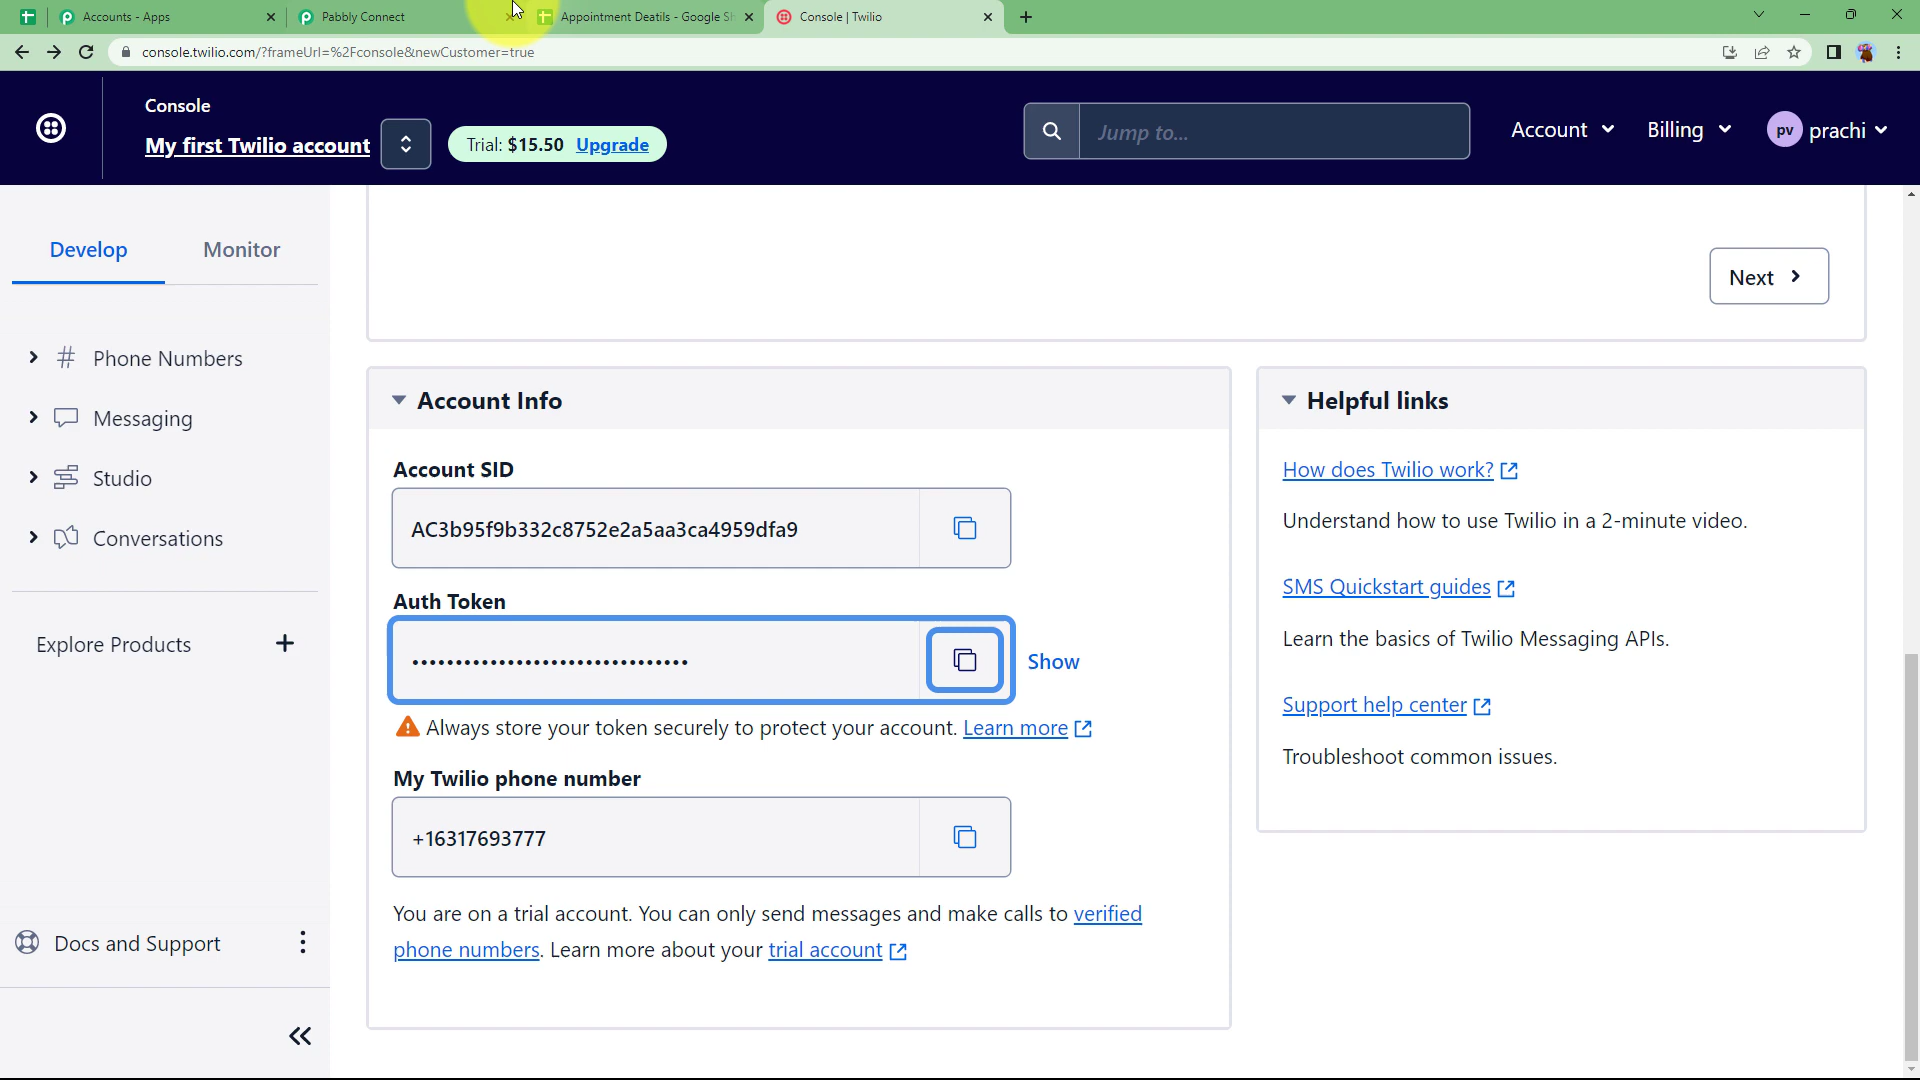 Accounts - Apps
Pabbly Connect
Appointment Deatils - Google Sh
Console | Twilio
console.twilio.com/?frameUrl=%2Fconsole&newCustomer=true
Console
My first Twilio account
Trial: $15.50 Upgrade
Jump to...
Account
Billing
pv prachi
Develop
Monitor
Phone Numbers
Messaging
Studio
Conversations
Explore Products
Docs and Support
Next
Account Info
Account SID
AC3b95f9b332c8752e2a5aa3ca4959dfa9
Auth Token
••••••••••••••••••••••••••••••••
Show
Always store your token securely to protect your account. Learn more
My Twilio phone number
+16317693777
You are on a trial account. You can only send messages and make calls to verified
phone numbers. Learn more about your trial account
Helpful links
How does Twilio work?
Understand how to use Twilio in a 2-minute video.
SMS Quickstart guides
Learn the basics of Twilio Messaging APIs.
Support help center
Troubleshoot common issues.